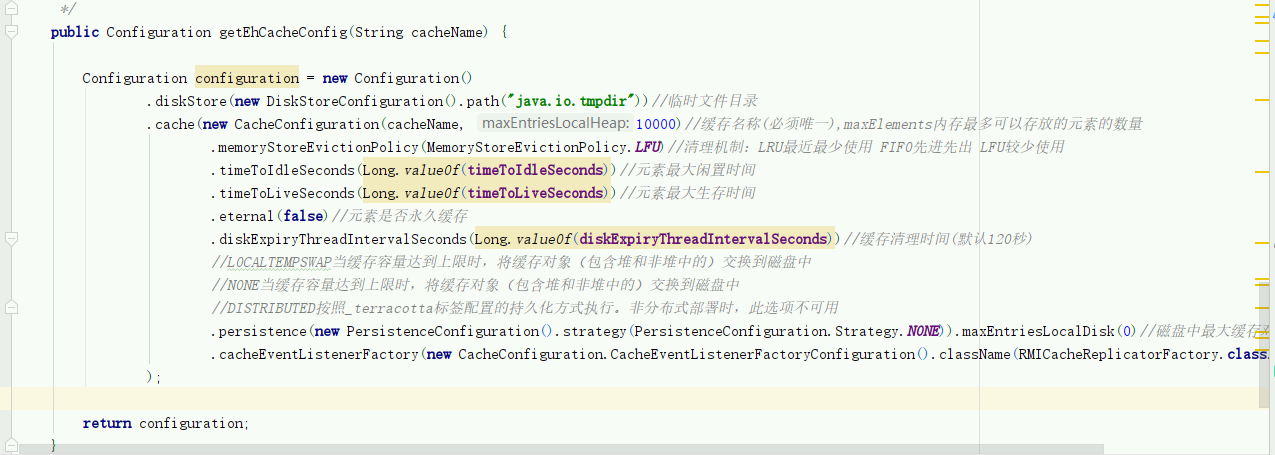 */
public Configuration getEhCacheConfig(String cacheName) {
Configuration configuration = new Configuration()
.diskStore(new DiskStoreConfiguration().path("java.io.tmpdir"))//临时文件目录
.cache(new CacheConfiguration(cacheName, maxEntriesLocalHeap: 10000)//缓存名称(必须唯一),maxElements内存最多可以存放的元素的数量
.memoryStoreEvictionPolicy(MemoryStoreEvictionPolicy.LFU)//清理机制：LRU最近最少使用 FIFO先进先出 LFU较少使用
.timeToIdleSeconds(Long.valueOf(timeToIdleSeconds))//元素最大闲置时间
.timeToLiveSeconds(Long.valueOf(timeToLiveSeconds))//元素最大生存时间
.eternal(false)//元素是否永久缓存
.diskExpiryThreadIntervalSeconds(Long.valueOf(diskExpiryThreadIntervalSeconds))//缓存清理时间(默认120秒)
//LOCALTEMPSWAP当缓存容量达到上限时，将缓存对象（包含堆和非堆中的）交换到磁盘中
//NONE当缓存容量达到上限时，将缓存对象（包含堆和非堆中的）交换到磁盘中
//DISTRIBUTED按照_terracotta标签配置的持久化方式执行。非分布式部署时，此选项不可用
.persistence(new PersistenceConfiguration().strategy(PersistenceConfiguration.Strategy.NONE)).maxEntriesLocalDisk(0)//磁盘中最大缓存
.cacheEventListenerFactory(new CacheConfiguration.CacheEventListenerFactoryConfiguration().className(RMICacheReplicatorFactory.class
);
return configuration;
}